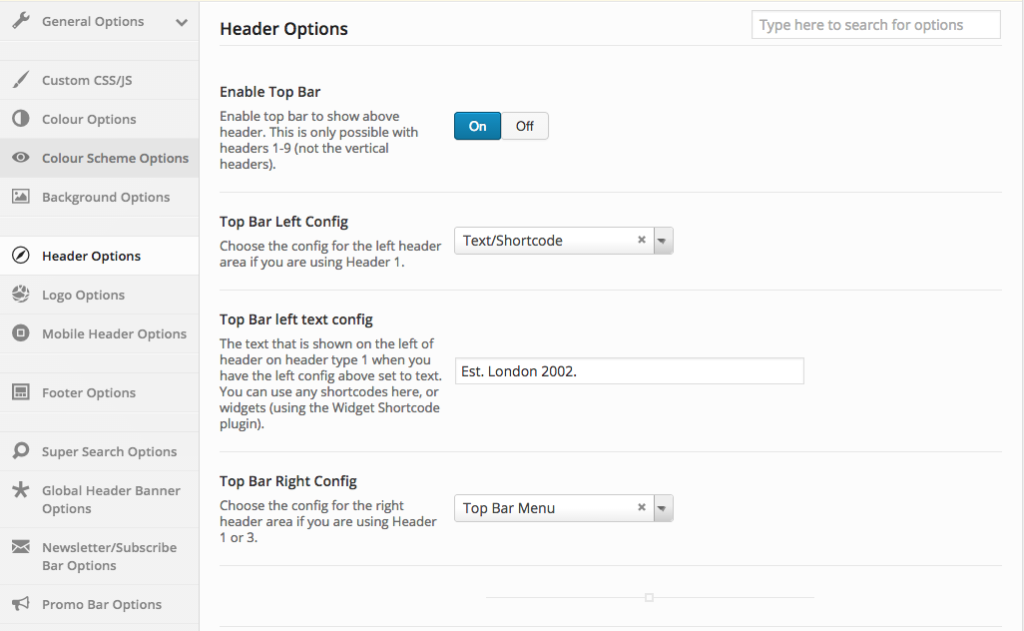 General Options
Custom CSS/JS
Colour Options
Colour Scheme Options
Background Options
Header Options
Logo Options
Mobile Header Options
Footer Options
Super Search Options
Global Header Banner
Options
Newsletter/Subscribe
Bar Options
Promo Bar Options
Header Options
Type here to search for options
Enable Top Bar
Enable top bar to show above
header. This is only possible with
headers 1-9 (not the vertical
headers).
On Off
Top Bar Left Config
Choose the config for the left header
area if you are using Header 1.
Text/Shortcode
Top Bar left text config
The text that is shown on the left of
header on header type 1 when you
have the left config above set to text.
You can use any shortcodes here, or
widgets (using the Widget Shortcode
plugin).
Est. London 2002.
Top Bar Right Config
Choose the config for the right
header area if you are using Header
1 or 3.
Top Bar Menu